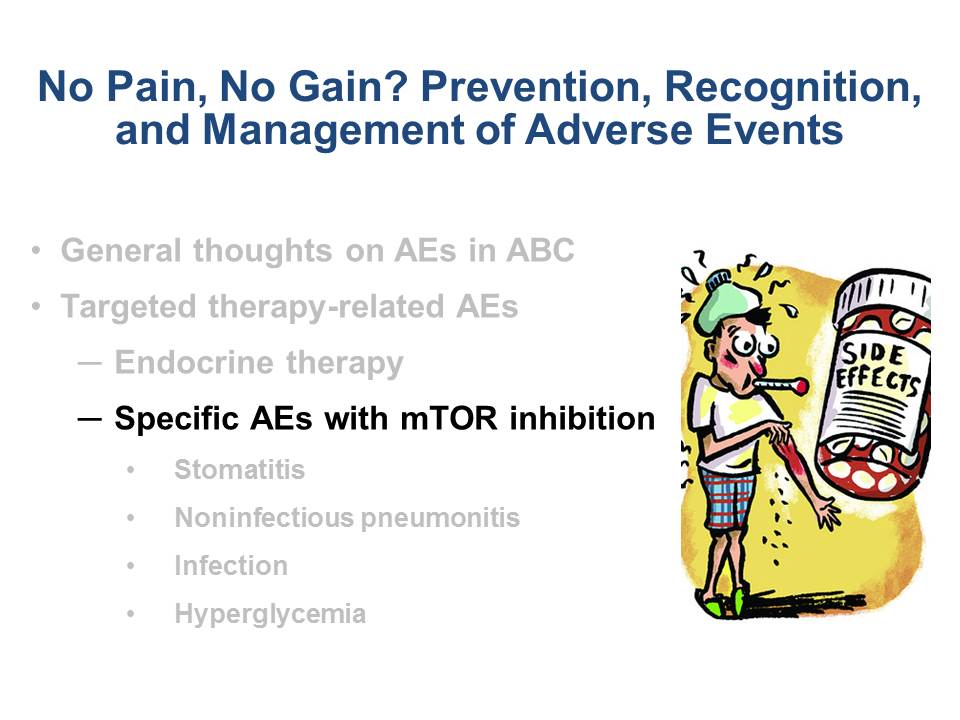 No Pain, No Gain? Prevention, Recognition,
and Management of Adverse Events
• General thoughts on AEs in ABC
• Targeted therapy-related AEs
— Endocrine therapy
— Specific AEs with mTOR inhibition
• Stomatitis
• Noninfectious pneumonitis
• Infection
• Hyperglycemia
SIDE
EFFECTS